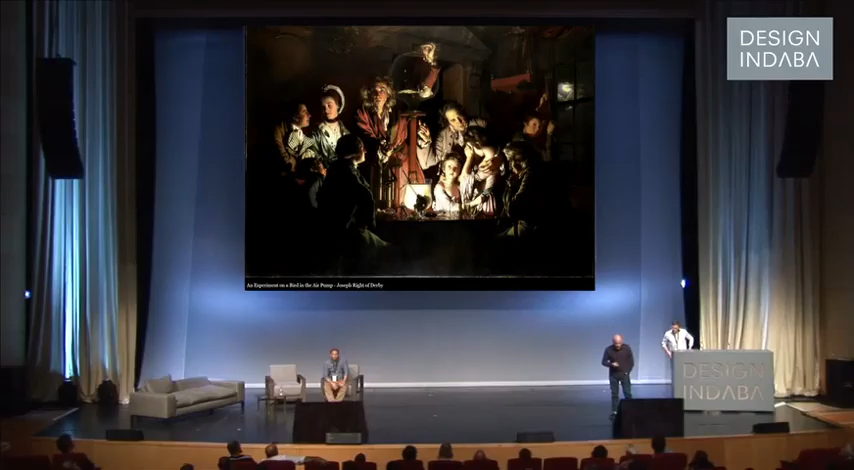 DESIGN
INDABA
An Experiment on a Bird in the Air Pump - Joseph Right of Derby
DESIGN
INDABA